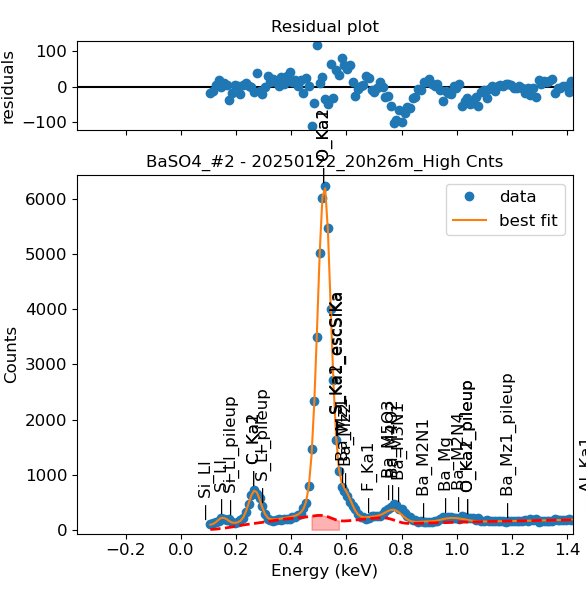 Residual plot
residuals
100
0
−100
BaSO4_#2 - 20250122_20h26m_High Cnts
Counts
6000
5000
4000
3000
2000
1000
0
data
best fit
Si_Ll
S_Ll
Si_Ll_pileup
C_Ka2
S_Ll_pileup
O_Ka2
S_Ka2_escSiKa
F_Ka1
Ba_M3N1
Ba_M2N1
Ba_Mg
Ba_M2N4
O_Ka2_pileup
Ba_Mz1_pileup
−0.2
0.0
0.2
0.4
0.6
0.8
1.0
1.2
1.4
Energy (keV)